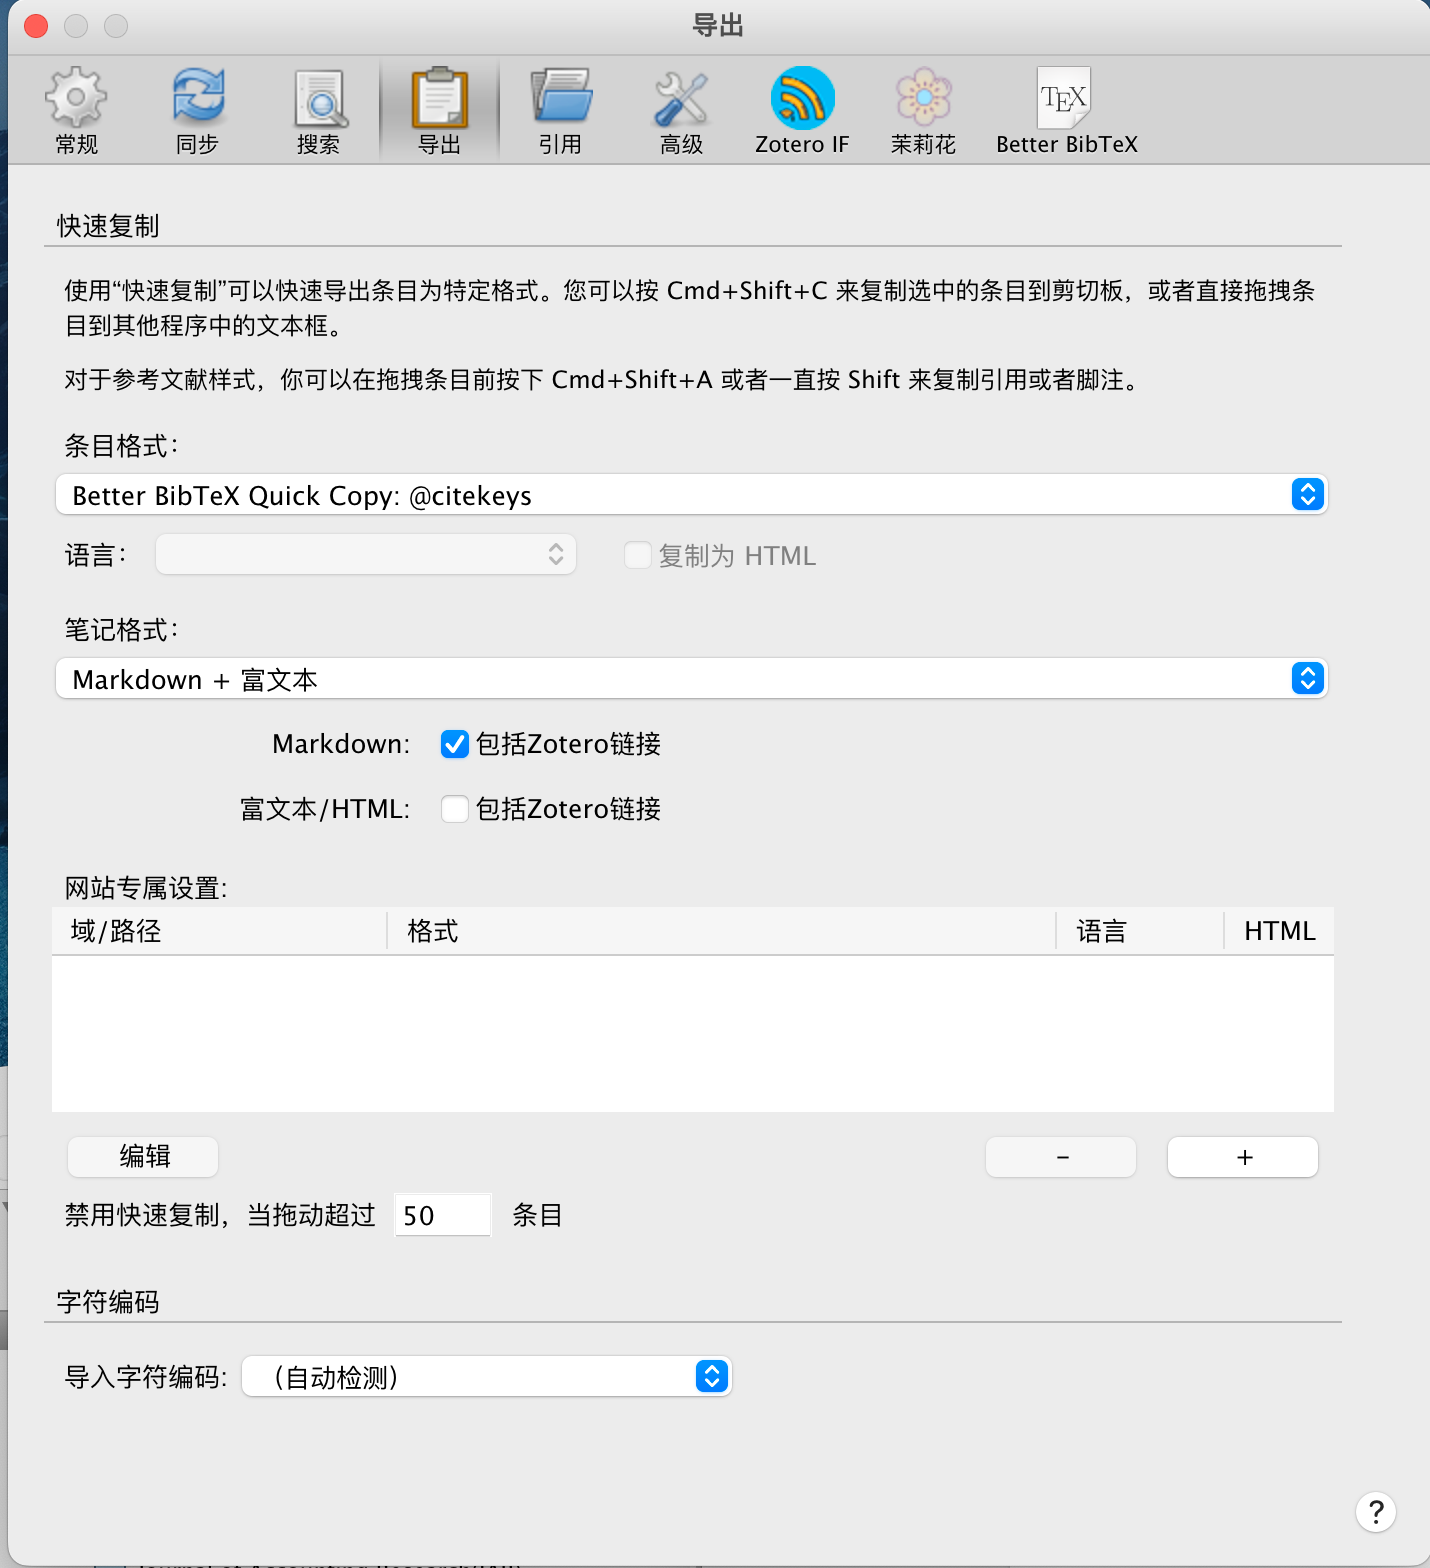 导出
常规
同步
搜索
导出
引用
高级
Zotero IF
茉莉花
Better BibTeX
TEX
快速复制
使用“快速复制”可以快速导出条目为特定格式。您可以按 Cmd+Shift+C 来复制选中的条目到剪切板，或者直接拖拽条
目到其他程序中的文本框。
对于参考文献样式，你可以在拖拽条目前按下 Cmd+Shift+A 或者一直按 Shift 来复制引用或者脚注。
条目格式：
Better BibTeX Quick Copy: @citekeys
语言： 复制为 HTML
笔记格式：
Markdown + 富文本
Markdown: 包括Zotero链接
富文本/HTML: 包括Zotero链接
网站专属设置:
域/路径 格式 语言 HTML
编辑 - +
禁用快速复制，当拖动超过 50 条目
字符编码
导入字符编码: （自动检测）
?